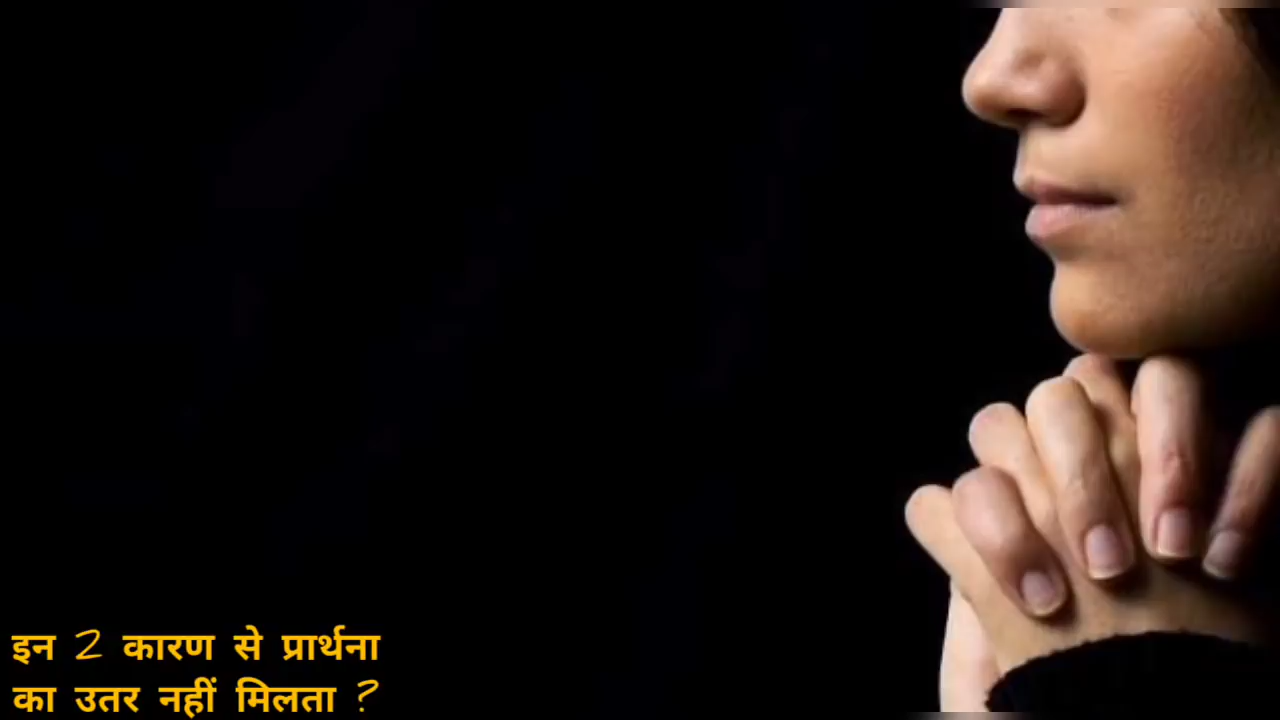 इन 2 कारण से प्रार्थना
का उतर नहीं मिलता ?